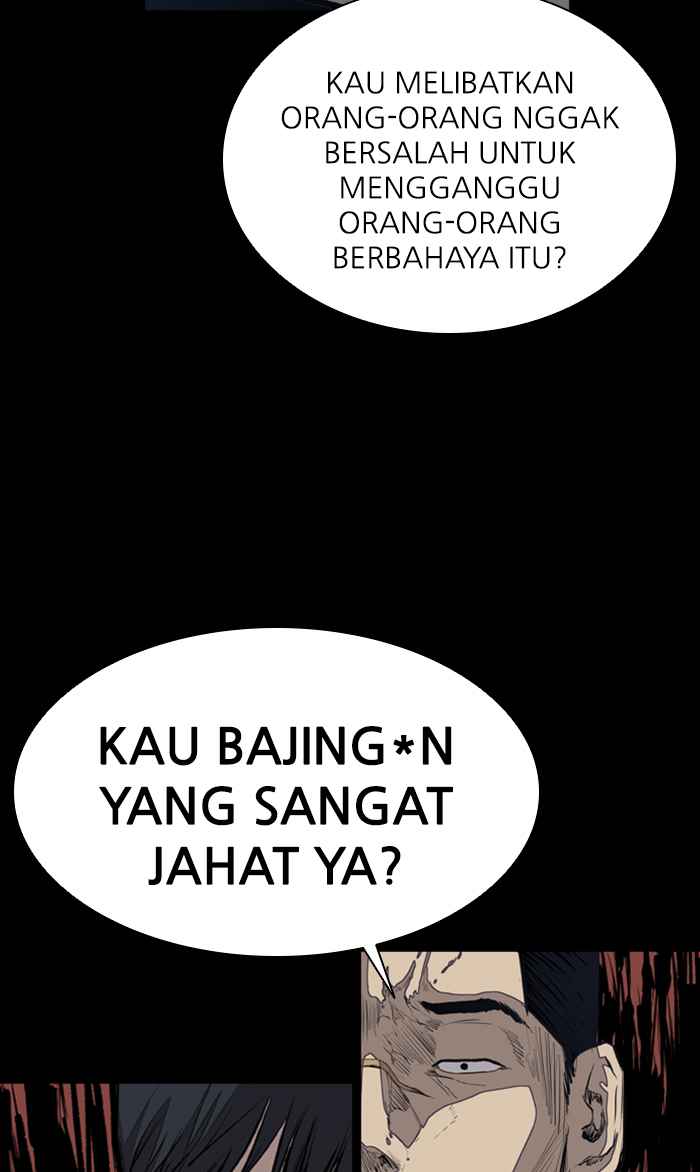 KAU MELIBATKAN
ORANG-ORANG NGGAK
BERSALAH UNTUK
MENGGANGGU
ORANG-ORANG
BERBAHAYA ITU?
KAU BAJING*N
YANG SANGAT
JAHAT YA?